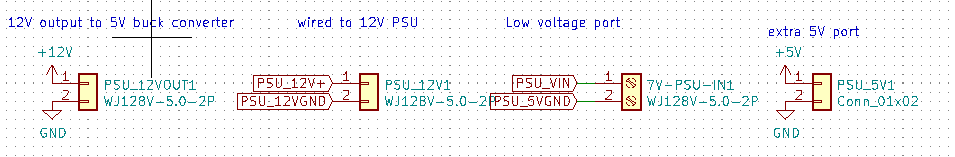 12V output to 5V buck converter
+12V
1
2
PSU_12VOUT1
WJ128V-5.0-2P
GND
wired to 12V PSU
PSU_12V+
PSU_12VGND
1
2
PSU_12V1
WJ128V-5.0-2P
Low voltage port
PSU_VIN
PSU_5VGND
1
2
7V-PSU-IN1
WJ128V-5.0-2P
extra 5V port
+5V
1
2
PSU_5V1
Conn_01x02
GND